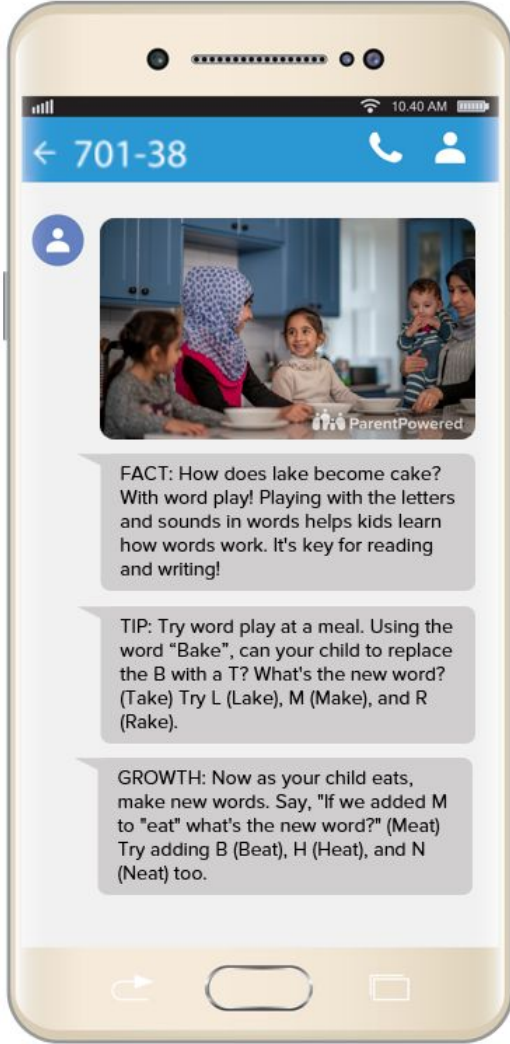 10.40 AM
701-38
ParentPowered
FACT: How does lake become cake?
With word play! Playing with the letters
and sounds in words helps kids learn
how words work. It's key for reading
and writing!
TIP: Try word play at a meal. Using the
word “Bake”, can your child to replace
the B with a T? What's the new word?
(Take) Try L (Lake), M (Make), and R
(Rake).
GROWTH: Now as your child eats,
make new words. Say, "If we added M
to "eat" what's the new word?" (Meat)
Try adding B (Beat), H (Heat), and N
(Neat) too.